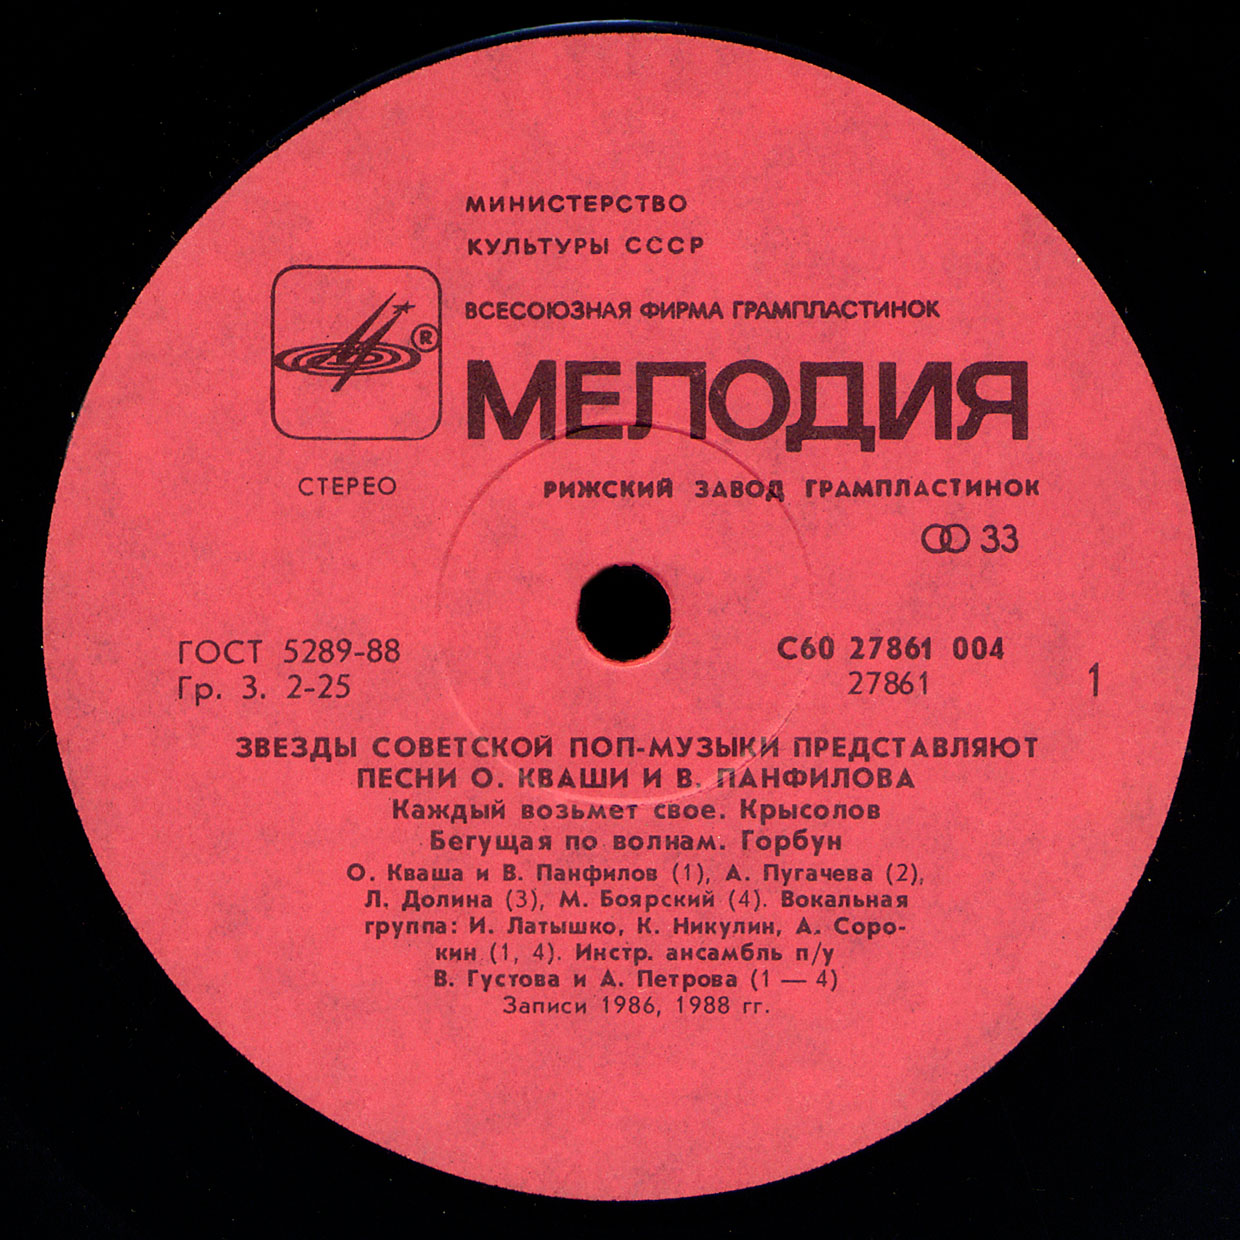 МИНИСТЕРСТВО
КУЛЬТУРЫ СССР
ВСЕСОЮЗНАЯ ФИРМА ГРАМПЛАСТИНОК
®
МЕЛОДИЯ
СТЕРЕО
РИЖСКИЙ ЗАВОД ГРАМПЛАСТИНОК
33
ГОСТ 5289-88
Гр. 3. 2-25
С60 27861 004
27861
1
ЗВЕЗДЫ СОВЕТСКОЙ ПОП-МУЗЫКИ ПРЕДСТАВЛЯЮТ
ПЕСНИ О. КВАШИ И В. ПАНФИЛОВА
Каждый возьмет свое. Крысолов
Бегущая по волнам. Горбун
О. Кваша и В. Панфилов (1), А. Пугачева (2),
Л. Долина (3), М. Боярский (4). Вокальная
группа: И. Латышко, К. Никулин, А. Соро-
кин (1, 4). Инстр. ансамбль п/у
В. Густова и А. Петрова (1 — 4)
Записи 1986, 1988 гг.